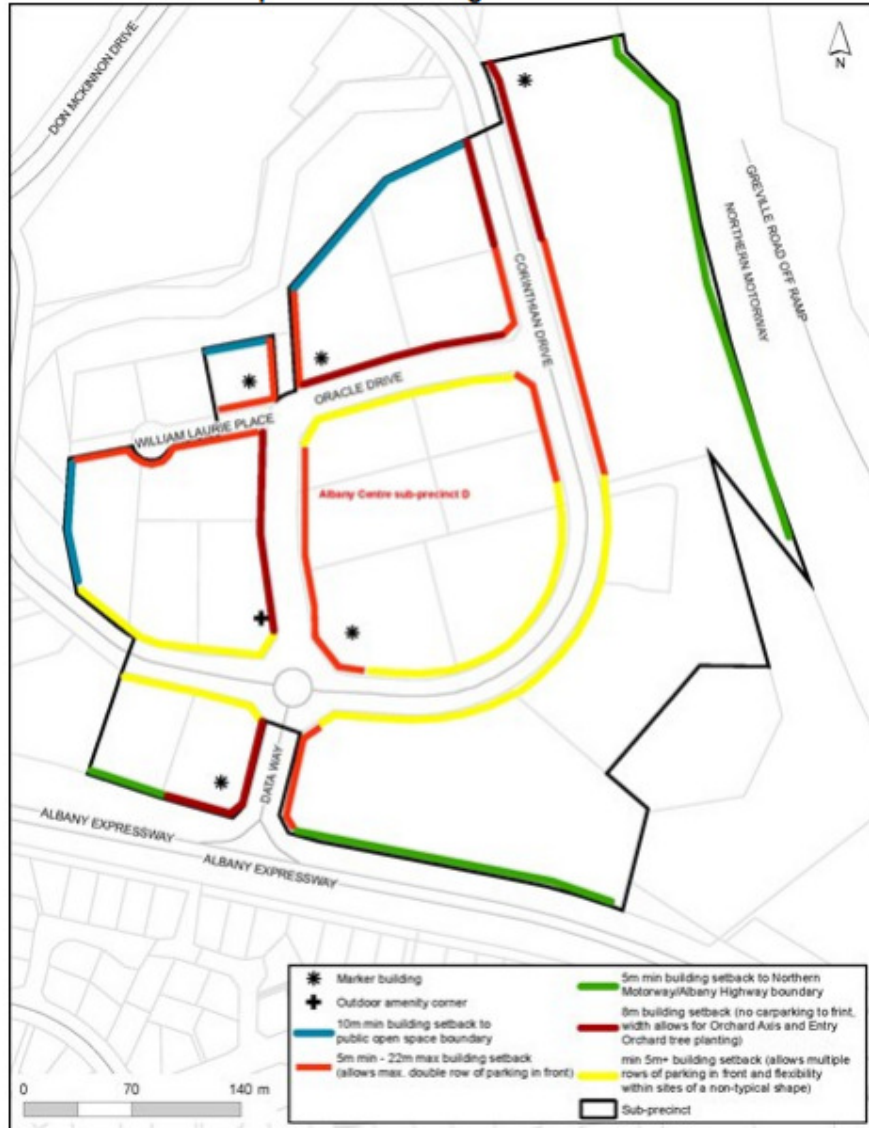 DON MCKINNON DRIVE
N
GREVILLE ROAD OFF RAMP
NORTHERN MOTORWAY
CORINTHIAN DRIVE
ORACLE DRIVE
WILLIAM LAURIE PLACE
Albany Centre sub-precinct D
DATA WAY
ALBANY EXPRESSWAY
ALBANY EXPRESSWAY
Marker building
Outdoor amenity corner
10m min building setback to
public open space boundary
5m min - 22m max building setback
(allows max. double row of parking in front)
5m min building setback to Northern
Motorway/Albany Highway boundary
8m building setback (no carparking to frint,
width allows for Orchard Axis and Entry
Orchard tree planting)
min 5m+ building setback (allows multiple
rows of parking in front and flexibility
within sites of a non-typical shape)
Sub-precinct
0 70 140 m